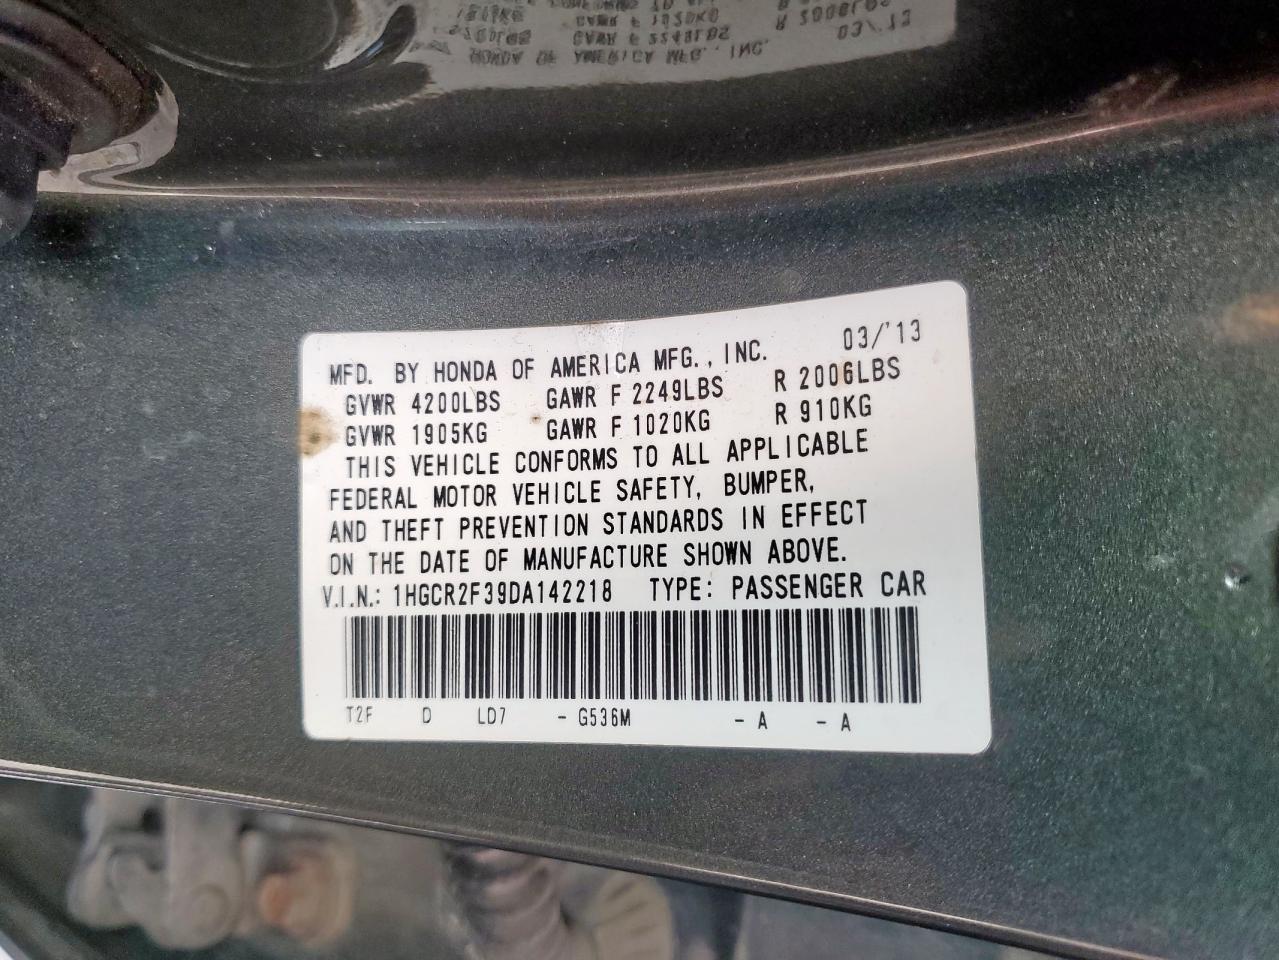 MFD. BY HONDA OF AMERICA MFG., INC. 03/'13
GVWR 4200LBS GAWR F 2249LBS R 2006LBS
GVWR 1905KG GAWR F 1020KG R 910KG
THIS VEHICLE CONFORMS TO ALL APPLICABLE
FEDERAL MOTOR VEHICLE SAFETY, BUMPER,
AND THEFT PREVENTION STANDARDS IN EFFECT
ON THE DATE OF MANUFACTURE SHOWN ABOVE.
V.I.N.: 1HGCR2F39DA142218 TYPE: PASSENGER CAR
T2F D LD7 - G536M - A - A